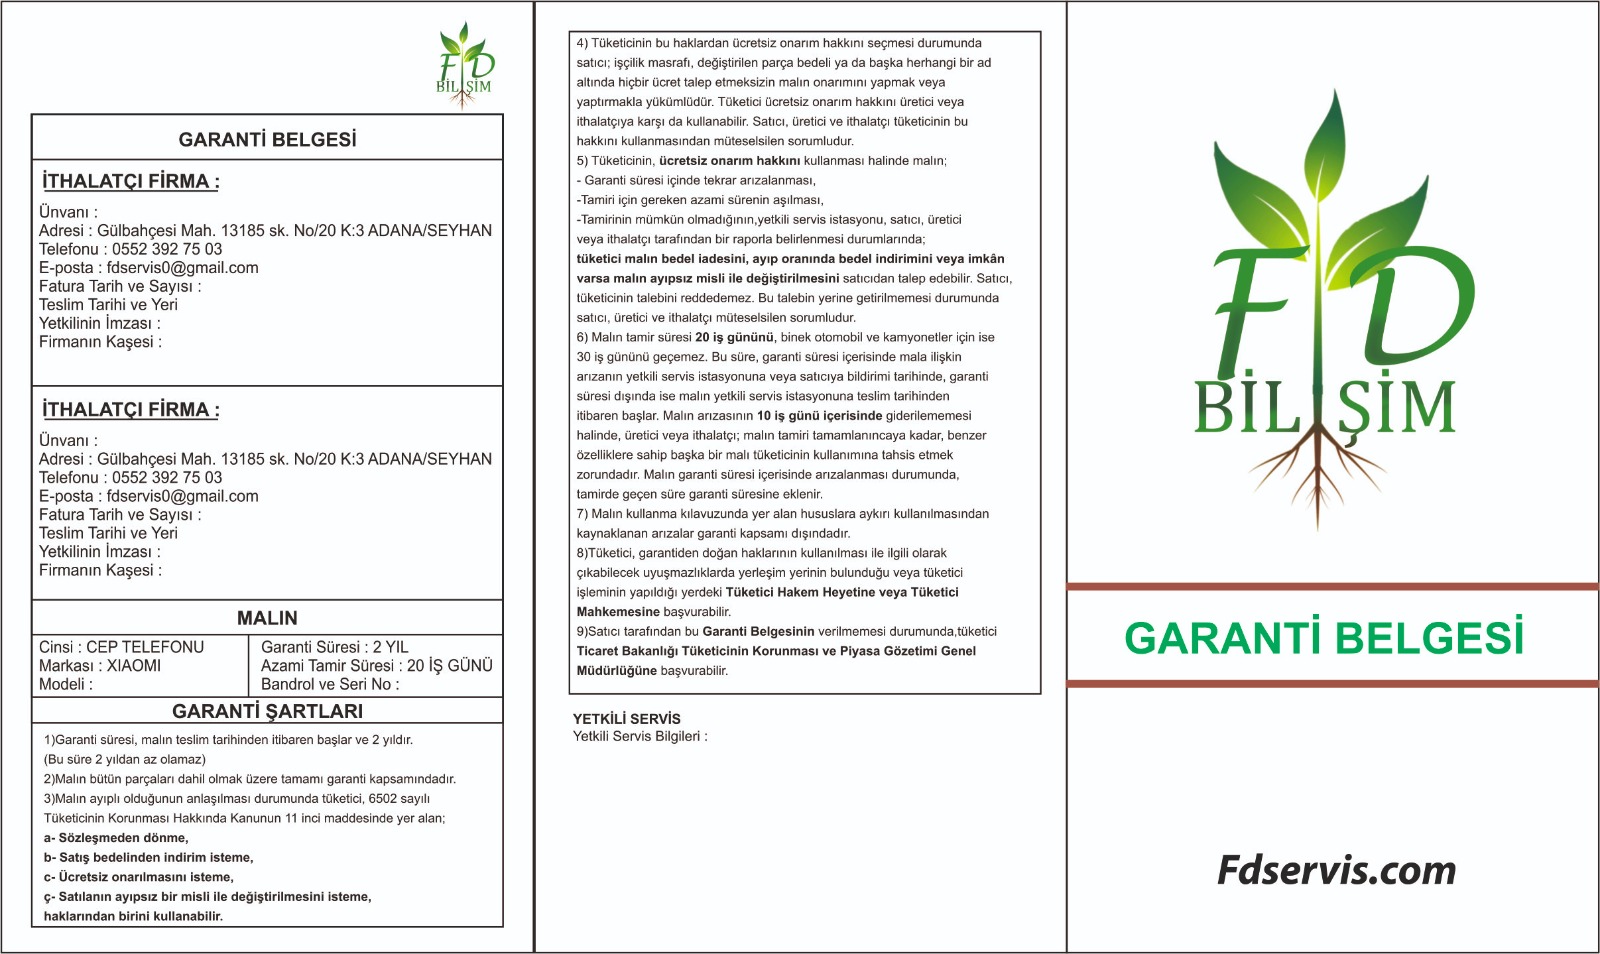 FD
BİLİŞİM
GARANTİ BELGESİ
İTHALATÇI FİRMA :
Ünvanı :
Adresi : Gülbahçesi Mah. 13185 sk. No/20 K:3 ADANA/SEYHAN
Telefonu : 0552 392 75 03
E-posta : fdservis0@gmail.com
Fatura Tarih ve Sayısı :
Teslim Tarihi ve Yeri
Yetkilinin İmzası :
Firmanın Kaşesi :
İTHALATÇI FİRMA :
Ünvanı :
Adresi : Gülbahçesi Mah. 13185 sk. No/20 K:3 ADANA/SEYHAN
Telefonu : 0552 392 75 03
E-posta : fdservis0@gmail.com
Fatura Tarih ve Sayısı :
Teslim Tarihi ve Yeri
Yetkilinin İmzası :
Firmanın Kaşesi :
MALIN
Cinsi : CEP TELEFONU
Markası : XIAOMI
Modeli :
Garanti Süresi : 2 YIL
Azami Tamir Süresi : 20 İŞ GÜNÜ
Bandrol ve Seri No :
GARANTİ ŞARTLARI
1)Garanti süresi, malın teslim tarihinden itibaren başlar ve 2 yıldır.
(Bu süre 2 yıldan az olamaz)
2)Malın bütün parçaları dahil olmak üzere tamamı garanti kapsamındadır.
3)Malın ayıplı olduğunun anlaşılması durumunda tüketici, 6502 sayılı
Tüketicinin Korunması Hakkında Kanunun 11 inci maddesinde yer alan;
a- Sözleşmeden dönme,
b- Satış bedelinden indirim isteme,
c- Ücretsiz onarılmasını isteme,
ç- Satılanın ayıpsız bir misli ile değiştirilmesini isteme,
haklarından birini kullanabilir.
4) Tüketicinin bu haklardan ücretsiz onarım hakkını seçmesi durumunda
satıcı; işçilik masrafı, değiştirilen parça bedeli ya da başka herhangi bir ad
altında hiçbir ücret talep etmeksizin malın onarımını yapmak veya
yaptırmakla yükümlüdür. Tüketici ücretsiz onarım hakkını üretici veya
ithalatçıya karşı da kullanabilir. Satıcı, üretici ve ithalatçı tüketicinin bu
hakkını kullanmasından müteselsilen sorumludur.
5) Tüketicinin, ücretsiz onarım hakkını kullanması halinde malın;
- Garanti süresi içinde tekrar arızalanması,
-Tamiri için gereken azami sürenin aşılması,
-Tamirinin mümkün olmadığının,yetkili servis istasyonu, satıcı, üretici
veya ithalatçı tarafından bir raporla belirlenmesi durumlarında;
tüketici malın bedel iadesini, ayıp oranında bedel indirimini veya imkân
varsa malın ayıpsız misli ile değiştirilmesini satıcıdan talep edebilir. Satıcı,
tüketicinin talebini reddedemez. Bu talebin yerine getirilmemesi durumunda
satıcı, üretici ve ithalatçı müteselsilen sorumludur.
6) Malın tamir süresi 20 iş gününü, binek otomobil ve kamyonetler için ise
30 iş gününü geçemez. Bu süre, garanti süresi içerisinde mala ilişkin
arızanın yetkili servis istasyonuna veya satıcıya bildirimi tarihinde, garanti
süresi dışında ise malın yetkili servis istasyonuna teslim tarihinden
itibaren başlar. Malın arızasının 10 iş günü içerisinde giderilememesi
halinde, üretici veya ithalatçı; malın tamiri tamamlanıncaya kadar, benzer
özelliklere sahip başka bir malı tüketicinin kullanımına tahsis etmek
zorundadır. Malın garanti süresi içerisinde arızalanması durumunda,
tamirde geçen süre garanti süresine eklenir.
7) Malın kullanma kılavuzunda yer alan hususlara aykırı kullanılmasından
kaynaklanan arızalar garanti kapsamı dışındadır.
8)Tüketici, garantiden doğan haklarının kullanılması ile ilgili olarak
çıkabilecek uyuşmazlıklarda yerleşim yerinin bulunduğu veya tüketici
işleminin yapıldığı yerdeki Tüketici Hakem Heyetine veya Tüketici
Mahkemesine başvurabilir.
9)Satıcı tarafından bu Garanti Belgesinin verilmemesi durumunda,tüketici
Ticaret Bakanlığı Tüketicinin Korunması ve Piyasa Gözetimi Genel
Müdürlüğüne başvurabilir.
YETKİLİ SERVİS
Yetkili Servis Bilgileri :
FD
BİLİŞİM
GARANTİ BELGESİ
Fdservis.com